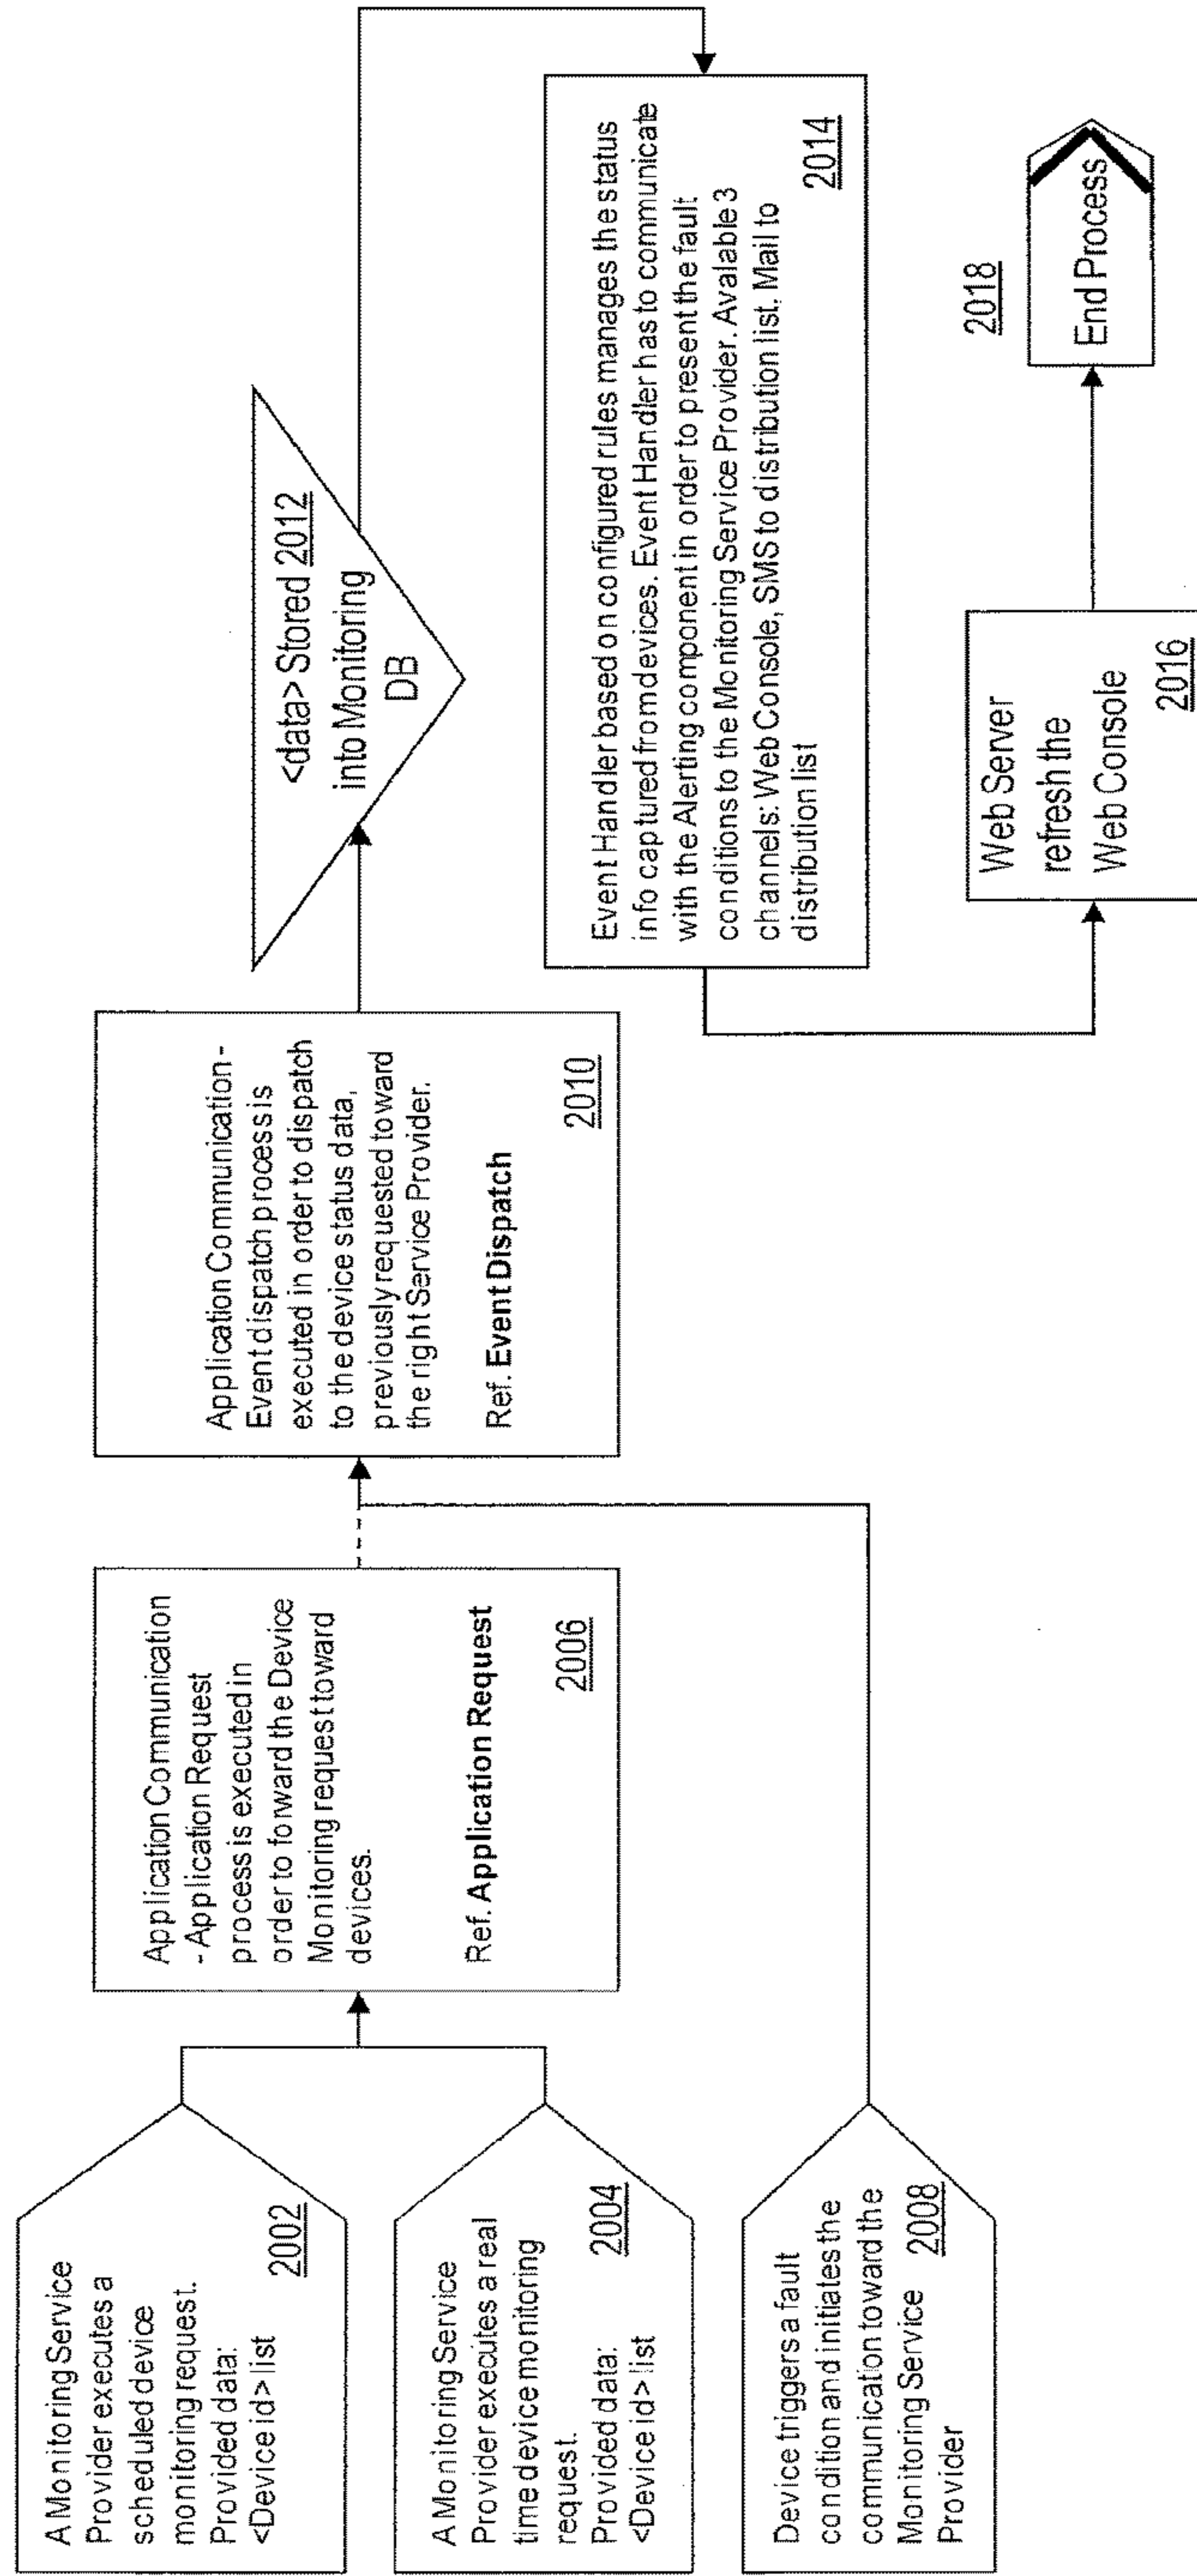 A Monitoring Service
Provider executes a
scheduled device
monitoring request.
Provided data:
<Device id> list
2002
A Monitoring Service
Provider executes a real
time device monitoring
request.
Provided data:
<Device id> list
2004
Device triggers a fault
condition and initiates the
communication toward the
Monitoring Service
Provider
2008
Application Communication
- Application Request
process is executed in
order to forward the Device
Monitoring request toward
devices.
Ref. Application Request
2006
Application Communication -
Event dispatch process is
executed in order to dispatch
to the device status data,
previously requested toward
the right Service Provider.
Ref. Event Dispatch
2010
<data> Stored 2012
into Monitoring
DB
Event Handler based on configured rules manages the status
info captured from devices. Event Handler has to communicate
with the Alerting component in order to present the fault
conditions to the Monitoring Service Provider. Avalable 3
channels: Web Console, SMS to distribution list. Mail to
distribution list
2014
Web Server
refresh the
Web Console
2016
2018
End Process